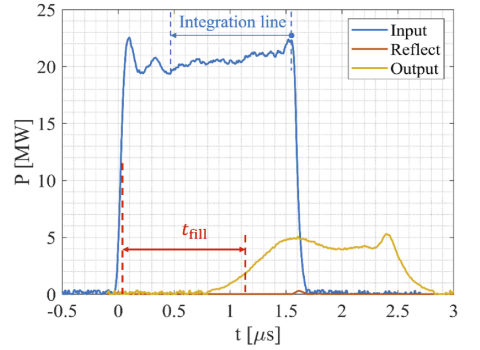 25
20
15
10
5
0
P [MW]
Integration line
Input
Reflect
Output
t_fill
-0.5
0
0.5
1
1.5
2
2.5
3
t [μs]